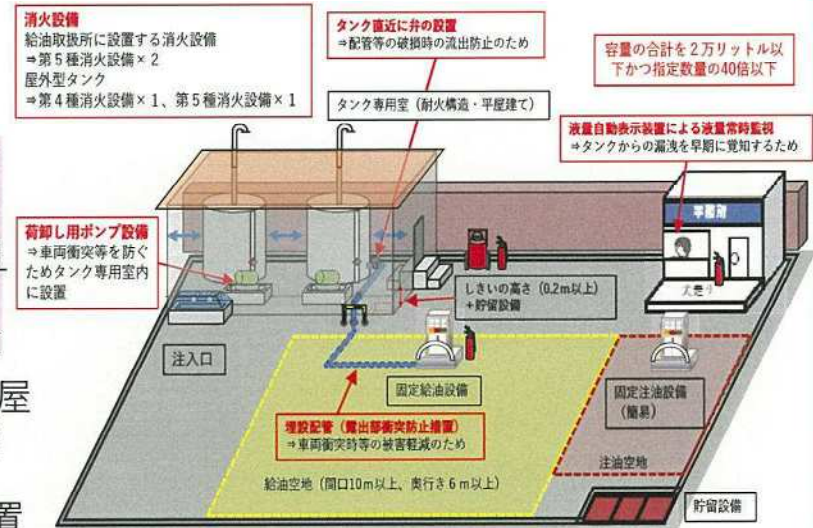 消火設備
給油取扱所に設置する消火設備
⇒第５種消火設備×２
屋外型タンク
⇒第４種消火設備×１、第５種消火設備×１
タンク直近に弁の設置
⇒配管等の破損時の流出防止のため
容量の合計を２万リットル以
下かつ指定数量の40倍以下
タンク専用室（耐火構造・平屋建て）
液量自動表示装置による液量常時監視
⇒タンクからの漏洩を早期に覚知するため
事務所
荷卸し用ポンプ設備
⇒車両衝突等を防ぐ
ためタンク専用室内
に設置
しきいの高さ（0.2m以上）
＋貯留設備
犬走り
注入口
固定給油設備
固定注油設備
（簡易）
屋
埋設配管（露出部衝突防止措置）
⇒車両衝突時等の被害軽減のため
注油空地
給油空地（間口10ｍ以上、奥行き６ｍ以上）
貯留設備
置